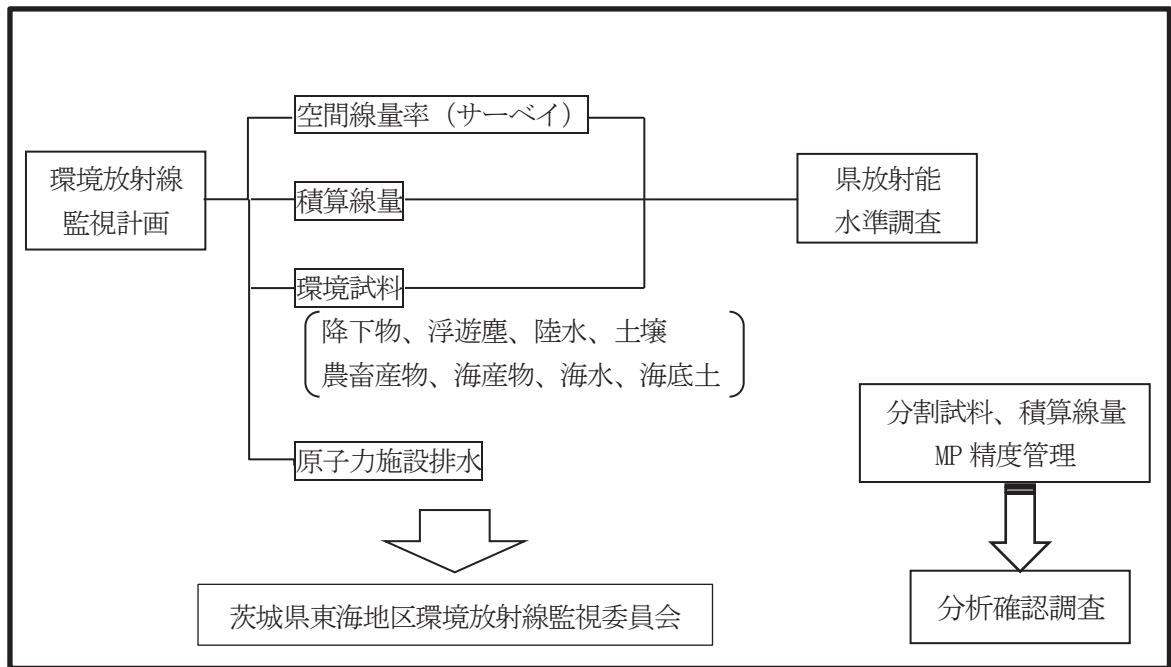 空間線量率（サーベイ）
環境放射線
監視計画
積算線量
県放射能
水準調査
環境試料
降下物、浮遊塵、陸水、土壌
農畜産物、海産物、海水、海底土
分割試料、積算線量
MP 精度管理
原子力施設排水
茨城県東海地区環境放射線監視委員会
分析確認調査